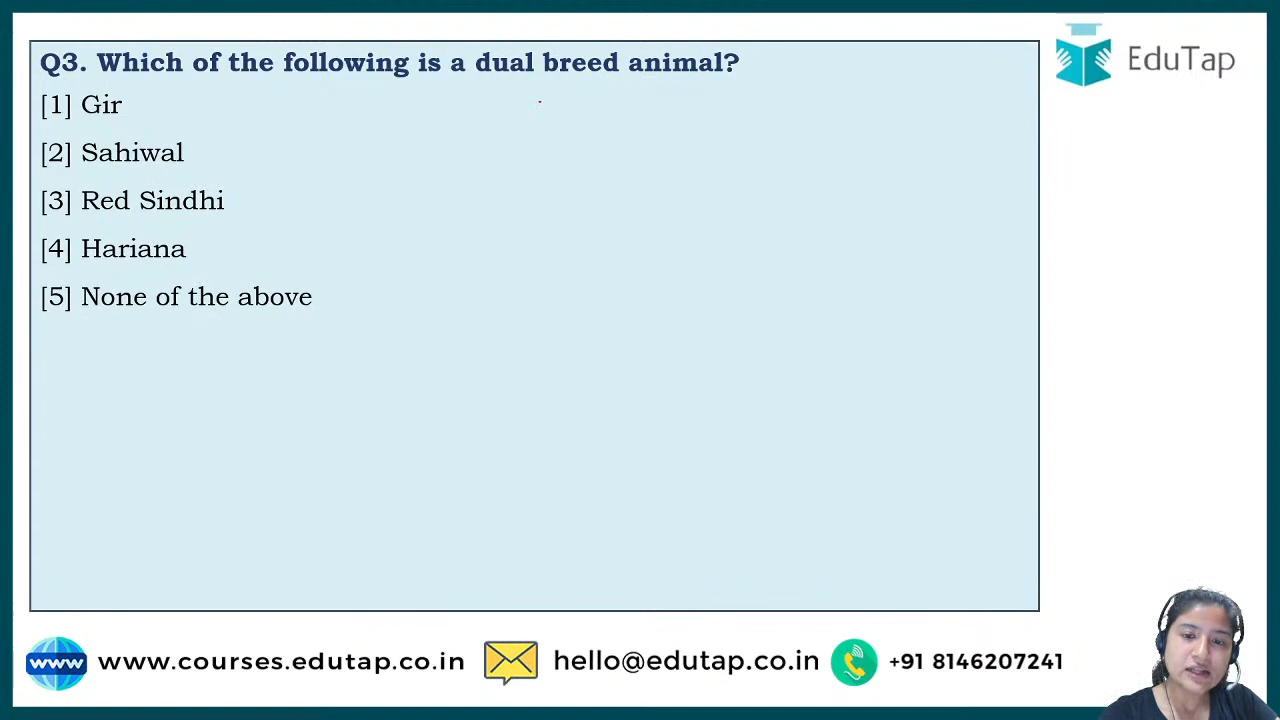 Q3. Which of the following is a dual breed animal?
[1] Gir
[2] Sahiwal
[3] Red Sindhi
[4] Hariana
[5] None of the above
EduTap
www www.courses.edutap.co.in
hello@edutap.co.in
+91 8146207241